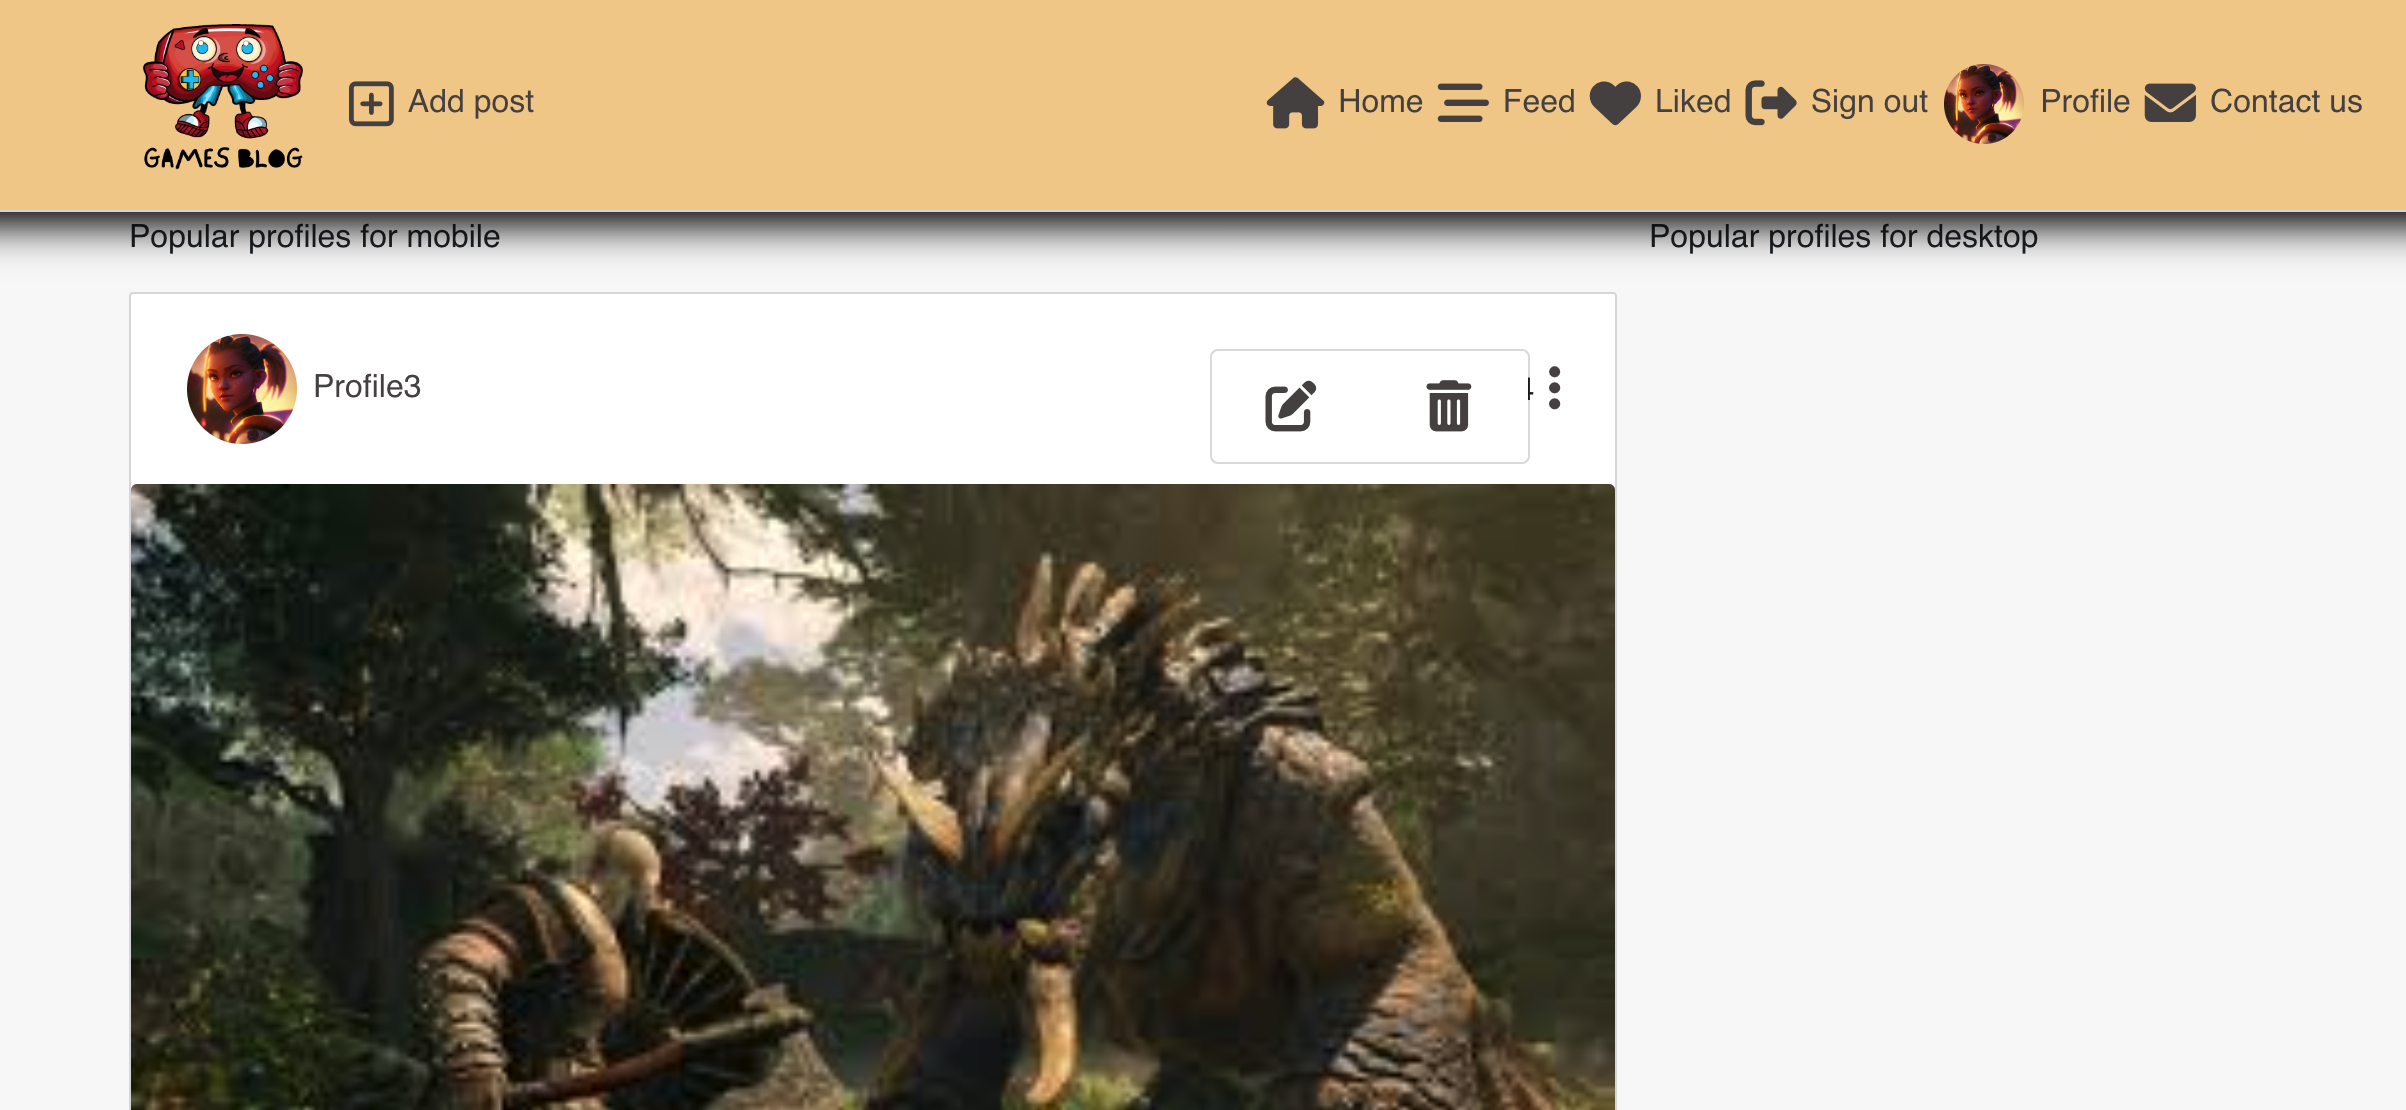 GAMES BLOG
Add post
Home Feed Liked Sign out Profile Contact us
Popular profiles for mobile
Popular profiles for desktop
Profile3